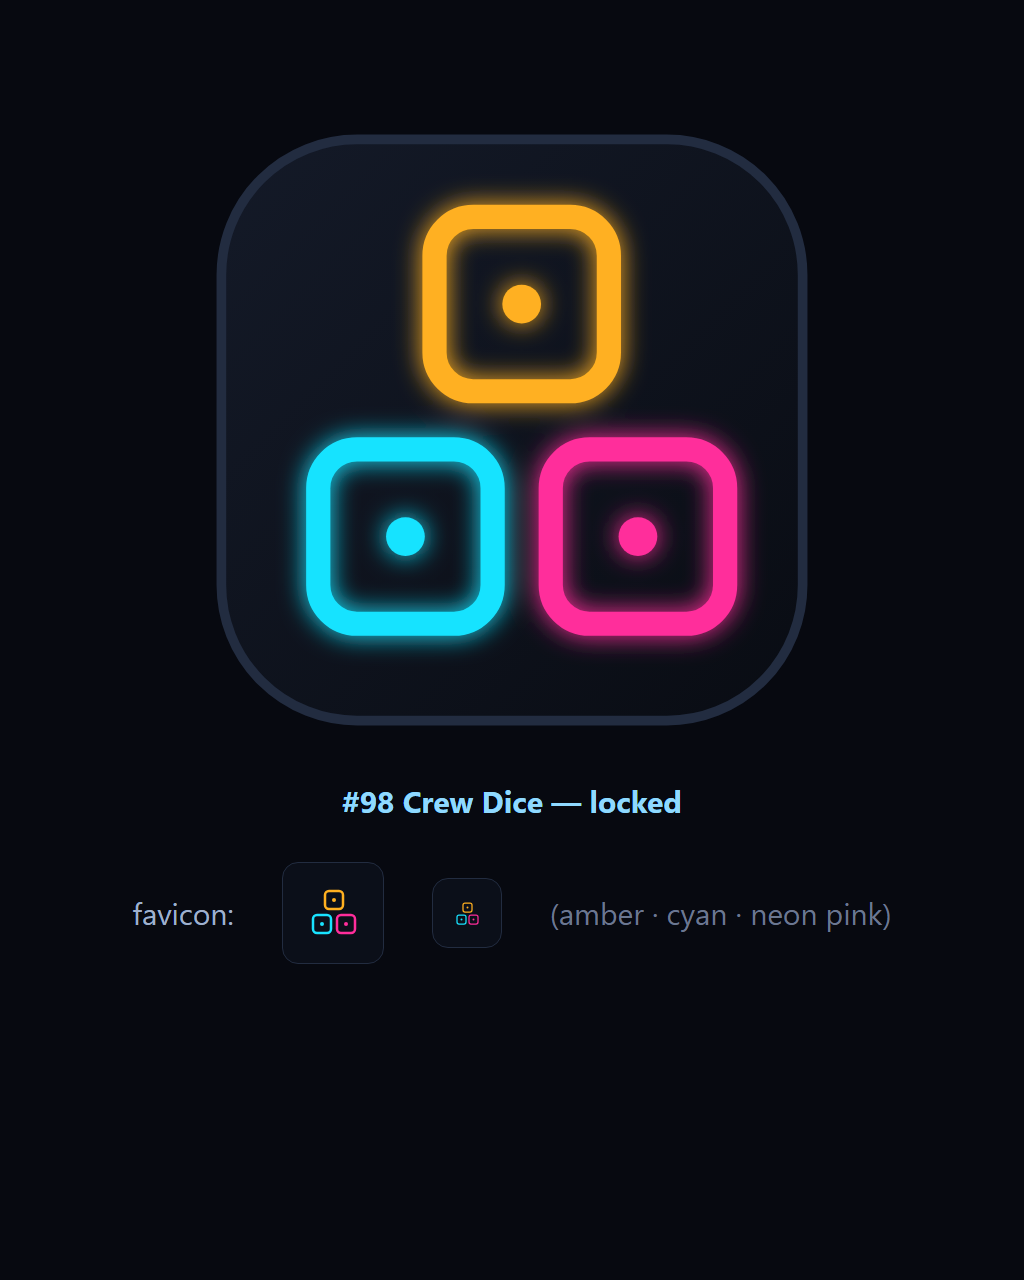 #98 Crew Dice — locked
favicon: (amber · cyan · neon pink)